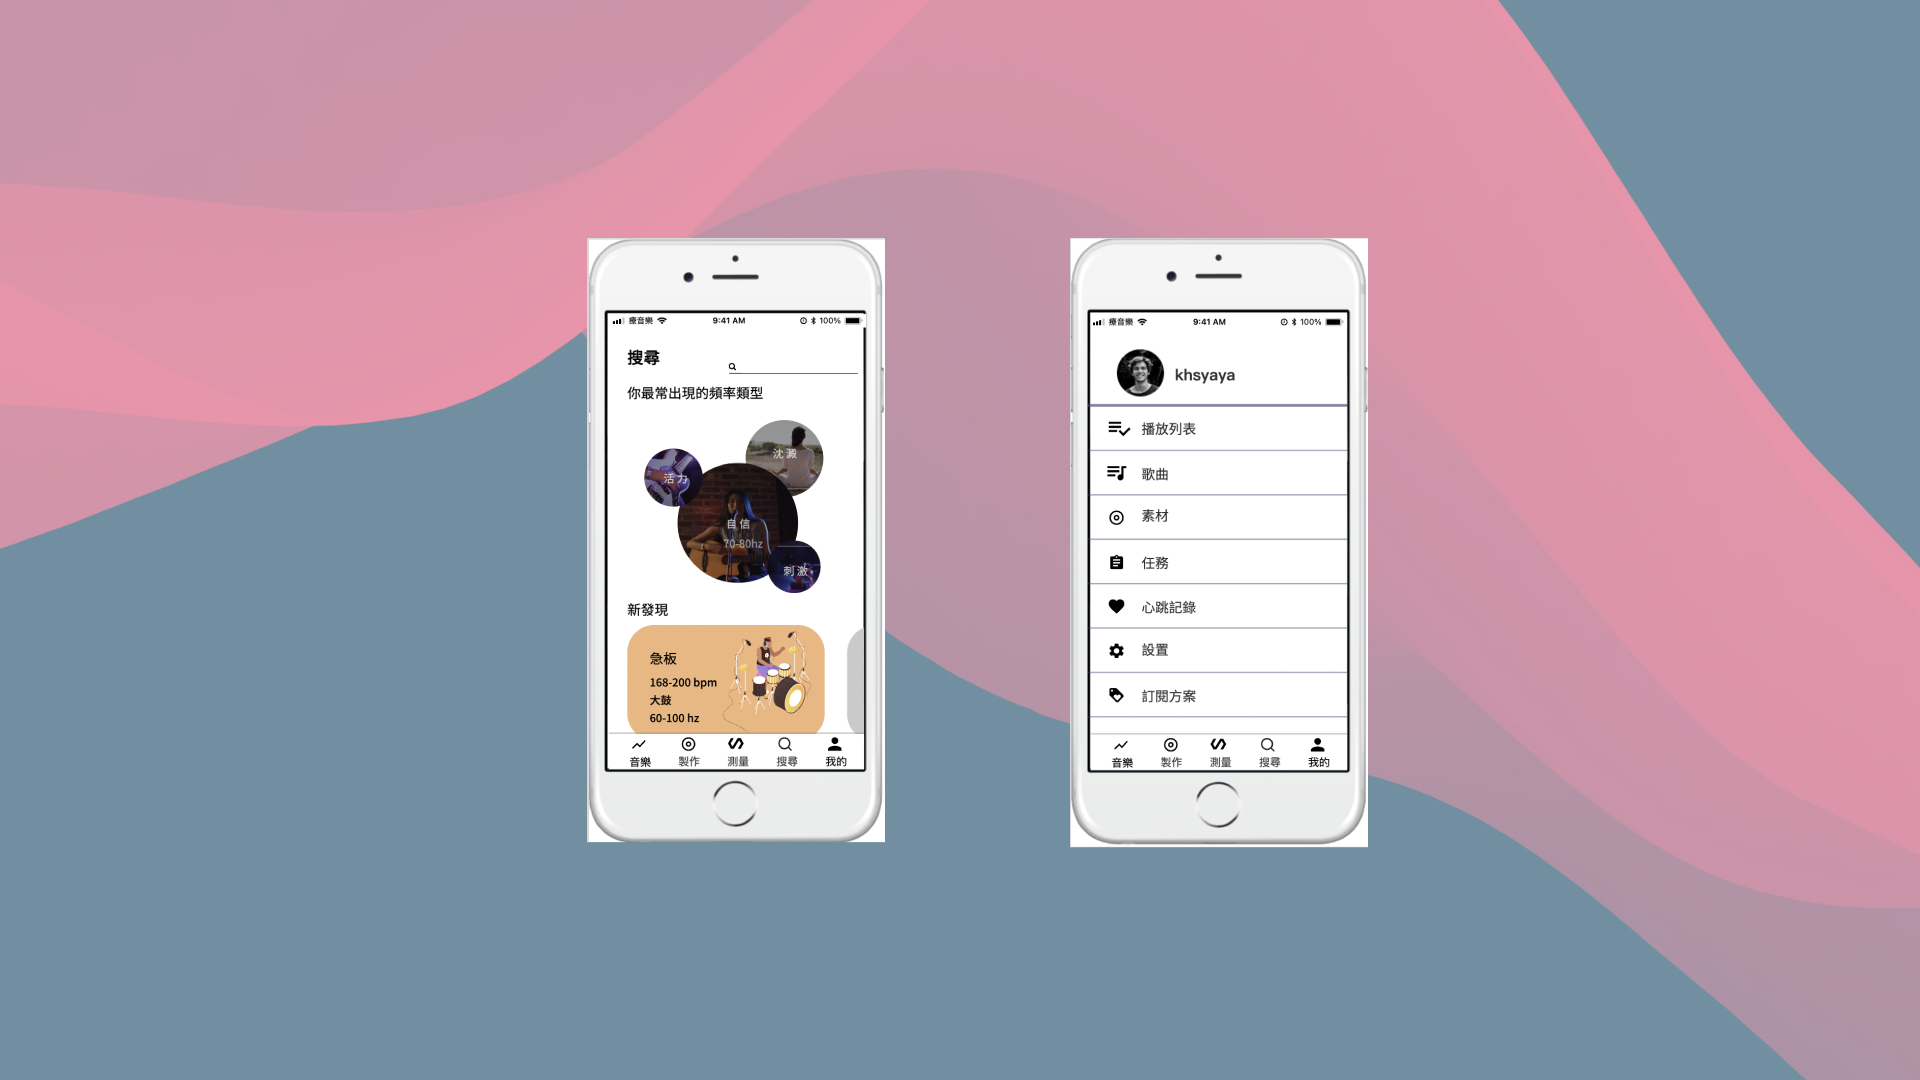 療音樂 9:41 AM 100%
搜尋
你最常出現的頻率類型
沈澱
活力
自信
70-80hz
刺激
新發現
急板
168-200 bpm
大鼓
60-100 hz
音樂 製作 測量 搜尋 我的
療音樂 9:41 AM 100%
khsyaya
播放列表
歌曲
素材
任務
心跳記錄
設置
訂閱方案
音樂 製作 測量 搜尋 我的